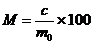 M = c/m₀ × 100